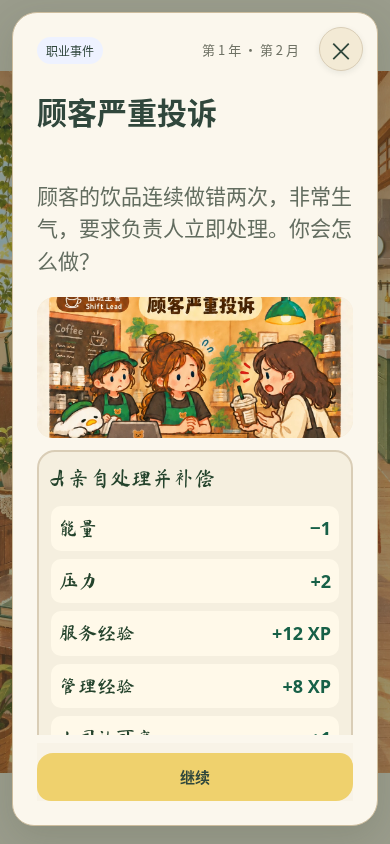 职业事件
第1年·第2月
顾客严重投诉
顾客的饮品连续做错两次，非常生
气，要求负责人立即处理。你会怎
么做？
Shift Lead
顾客严重投诉
Coffee
A亲自处理并补偿
能量 −1
压力 +2
服务经验 +12 XP
管理经验 +8 XP
继续